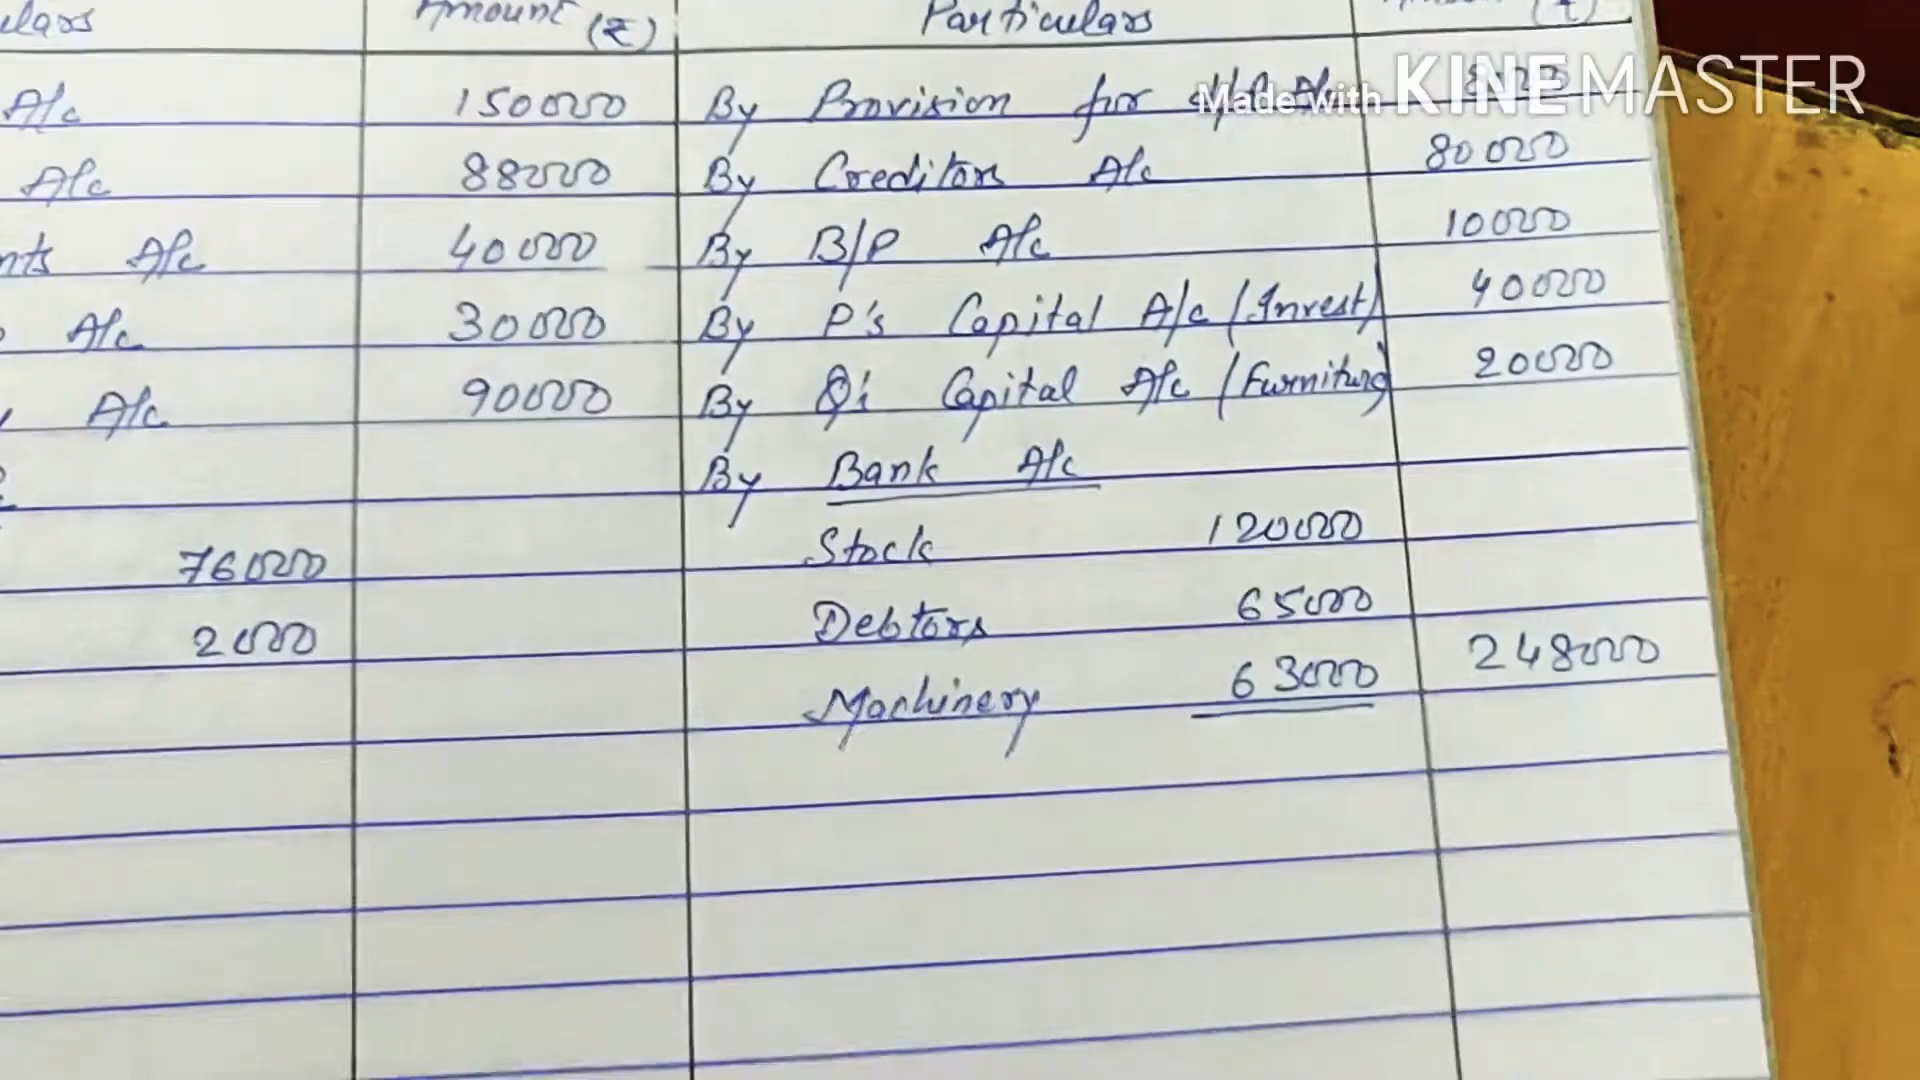 Amount (₹) Particulars
A/c 150000 By Provision for A/c 8000
Made with KINEMASTER
A/c 88000 By Creditors A/c 80000
A/c 40000 By B/P A/c 10000
A/c 30000 By P's Capital A/c (Invest) 40000
A/c 90000 By Q's Capital A/c (Furniture) 20000
By Bank A/c
76000 Stock 120000
2000 Debtors 65000
Machinery 63000 248000